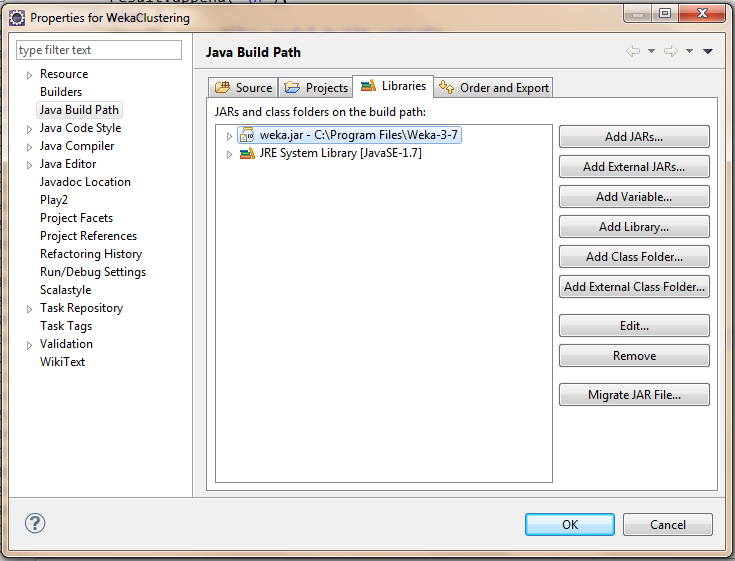 result.append("\n");
Properties for WekaClustering
type filter text
Resource
Builders
Java Build Path
Java Code Style
Java Compiler
Java Editor
Javadoc Location
Play2
Project Facets
Project References
Refactoring History
Run/Debug Settings
Scalastyle
Task Repository
Task Tags
Validation
WikiText
Java Build Path
Source Projects Libraries Order and Export
JARs and class folders on the build path:
weka.jar - C:\Program Files\Weka-3-7
JRE System Library [JavaSE-1.7]
Add JARs...
Add External JARs...
Add Variable...
Add Library...
Add Class Folder...
Add External Class Folder...
Edit...
Remove
Migrate JAR File...
OK Cancel